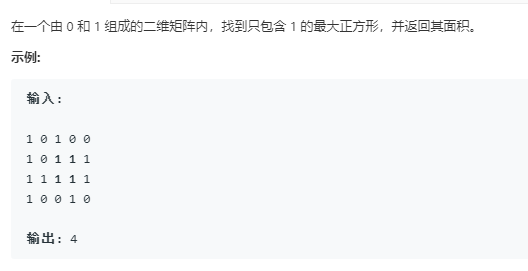 在一个由 0 和 1 组成的二维矩阵内，找到只包含 1 的最大正方形，并返回其面积。
示例:
输入:
1 0 1 0 0
1 0 1 1 1
1 1 1 1 1
1 0 0 1 0
输出: 4